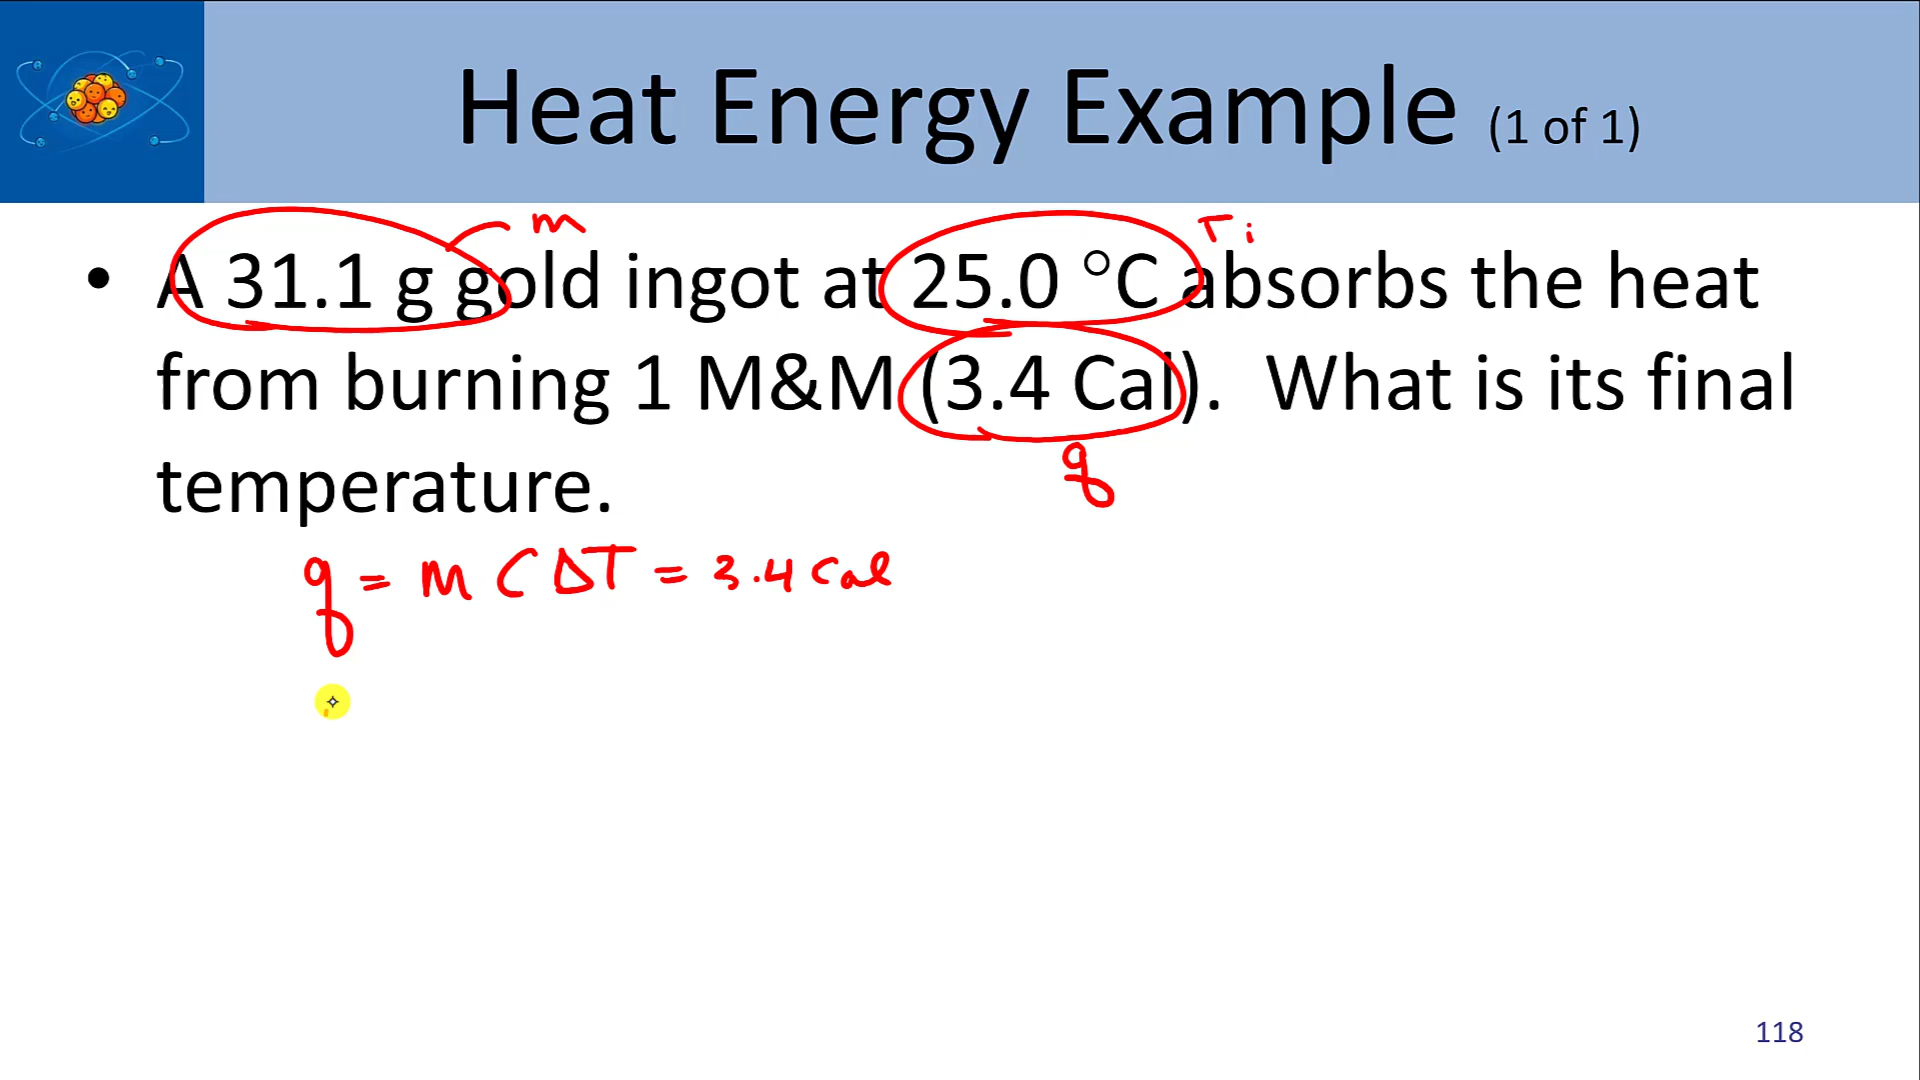 Heat Energy Example (1 of 1)
m
T i
• A 31.1 g gold ingot at 25.0 °C absorbs the heat
from burning 1 M&M (3.4 Cal). What is its final
temperature.
q
q = m C ΔT = 3.4 Cal
118